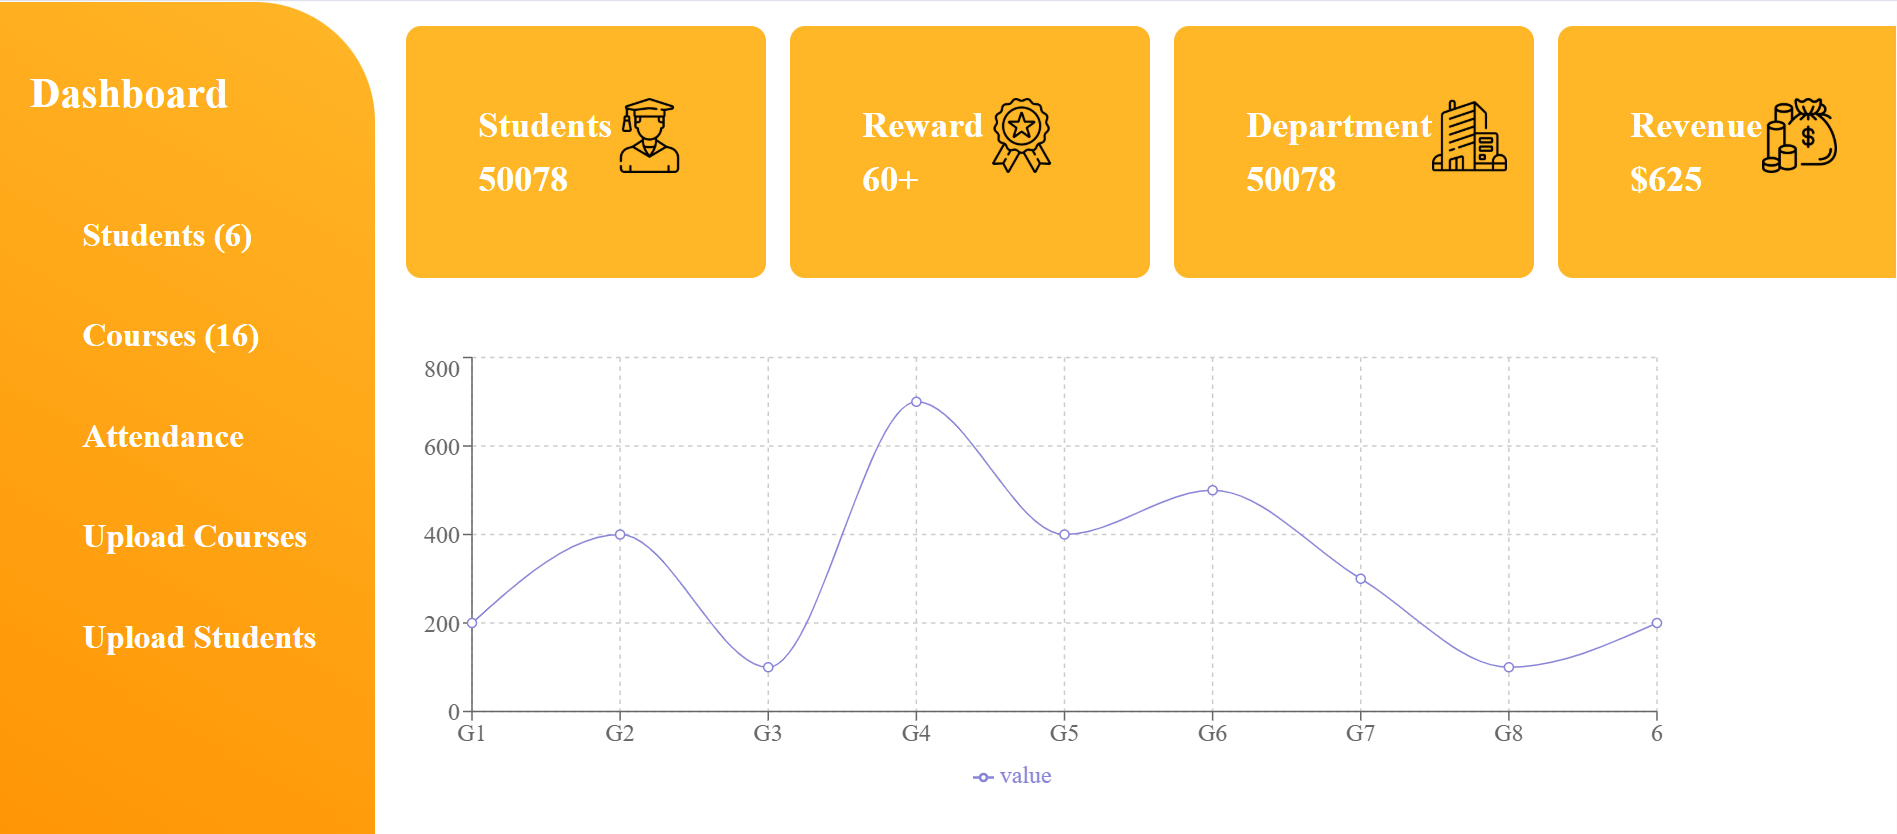 Dashboard
Students (6)
Courses (16)
Attendance
Upload Courses
Upload Students
Students
50078
Reward
60+
Department
50078
Revenue
$625
$
800
600
400
200
0
G1 G2 G3 G4 G5 G6 G7 G8 6
value